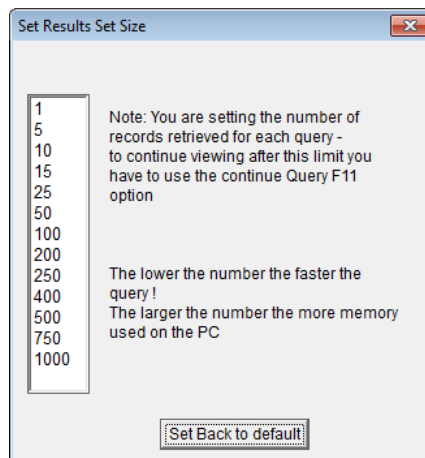 Set Results Set Size
1
5
10
15
25
50
100
200
250
400
500
750
1000
Note: You are setting the number of
records retrieved for each query -
to continue viewing after this limit you
have to use the continue Query F11
option
The lower the number the faster the
query !
The larger the number the more memory
used on the PC
Set Back to default